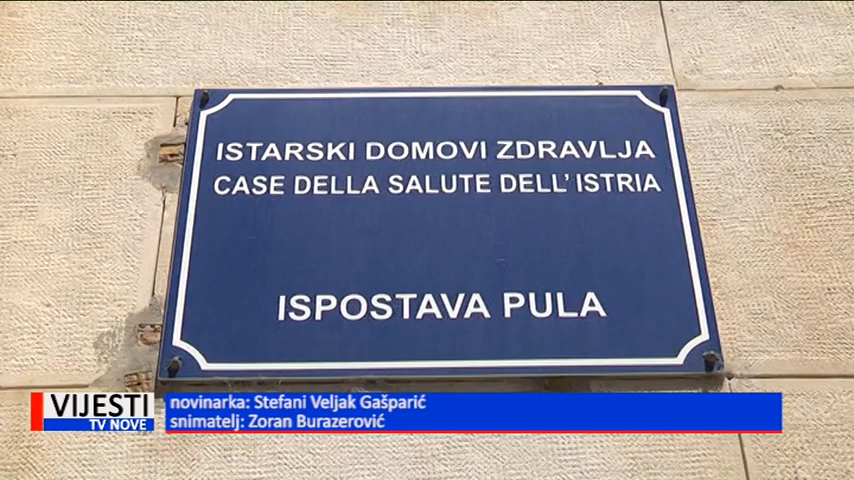 ISTARSKI DOMOVI ZDRAVLJA
CASE DELLA SALUTE DELL' ISTRIA
ISPOSTAVA PULA
VIJESTI
TV NOVE
novinarka: Stefani Veljak Gašparić
snimatelj: Zoran Burazerović